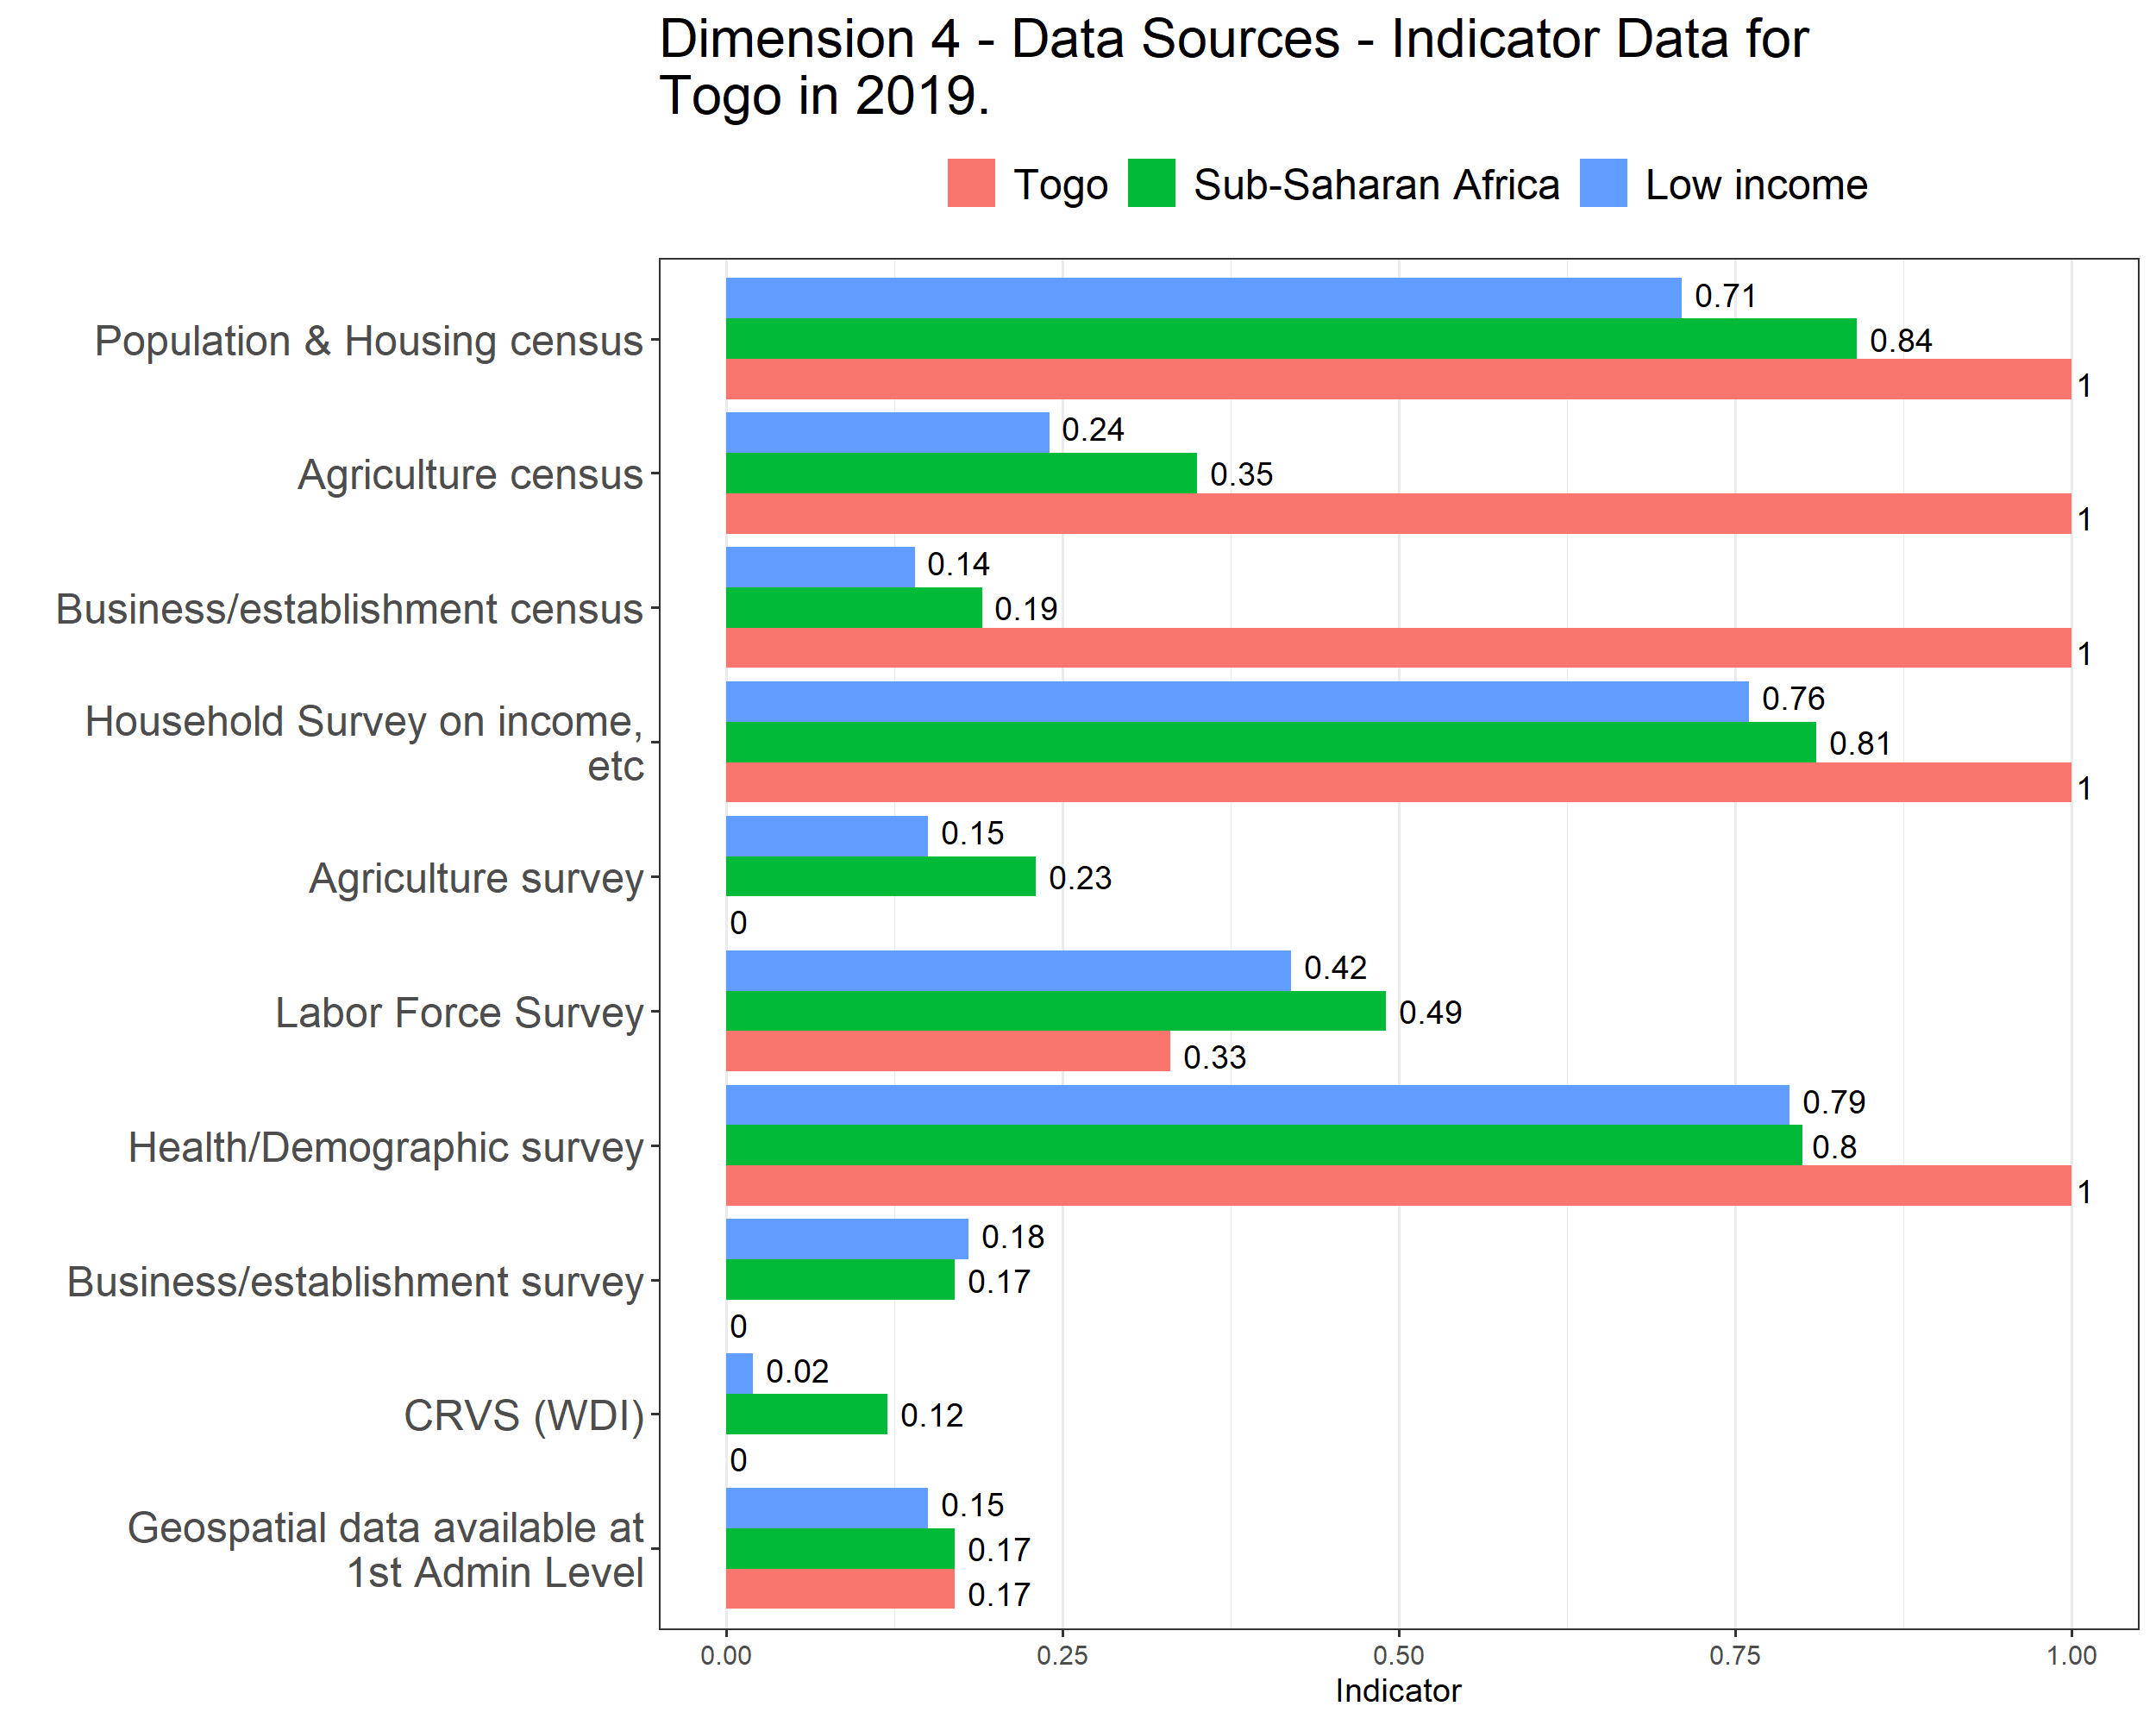 Dimension 4 - Data Sources - Indicator Data for
Togo in 2019.
Togo Sub-Saharan Africa Low income
Population & Housing census
0.71
0.84
1
Agriculture census
0.24
0.35
1
Business/establishment census
0.14
0.19
1
Household Survey on income,
etc
0.76
0.81
1
Agriculture survey
0.15
0.23
0
Labor Force Survey
0.42
0.49
0.33
Health/Demographic survey
0.79
0.8
1
Business/establishment survey
0.18
0.17
0
CRVS (WDI)
0.02
0.12
0
Geospatial data available at
1st Admin Level
0.15
0.17
0.17
0.00 0.25 0.50 0.75 1.00
Indicator